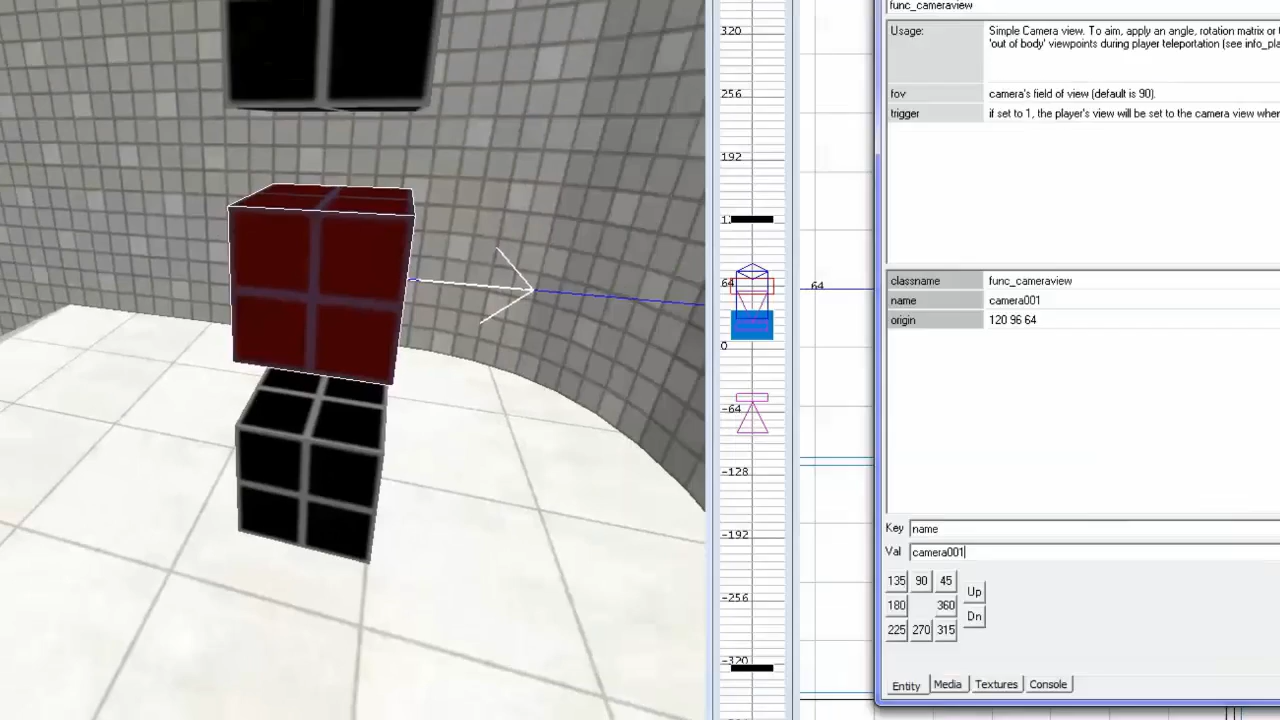 func_cameraview
Usage: Simple Camera view. To aim, apply an angle, rotation matrix or
'out of body' viewpoints during player teleportation (see
fov camera's field of view (default is 90).
trigger if set to 1, the player's view will be set to the camera view
classname func_cameraview
name camera001
origin 120 96 64
Key name
Val camera001
135 90 45
Up
180 360
Dn
225 270 315
Entity Media Textures Console
320
256
192
64
0
-64
-128
-192
-256
-320
64